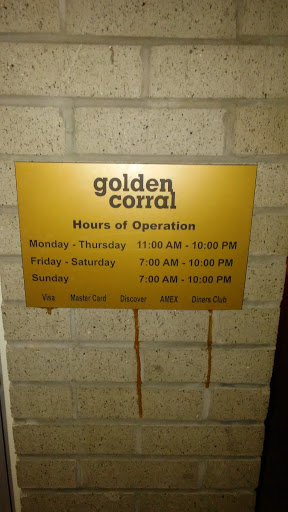 golden
corral
Hours of Operation
Monday - Thursday 11:00 AM - 10:00 PM
Friday - Saturday 7:00 AM - 10:00 PM
Sunday 7:00 AM - 10:00 PM
Visa Master Card Discover AMEX Diners Club